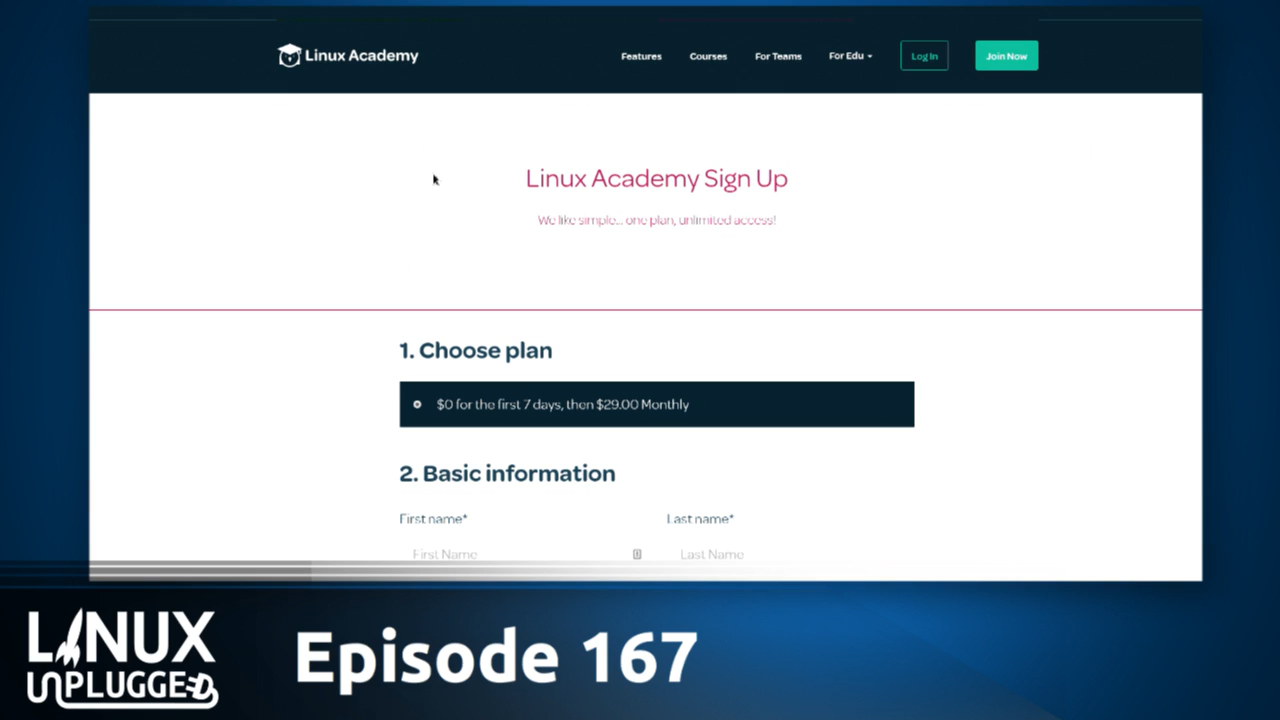 Linux Academy
Features Courses For Teams For Edu Log In Join Now
Linux Academy Sign Up
We like simple... one plan, unlimited access!
1. Choose plan
$0 for the first 7 days, then $29.00 Monthly
2. Basic information
First name* Last name*
First Name Last Name
LINUX
UNPLUGGED
Episode 167